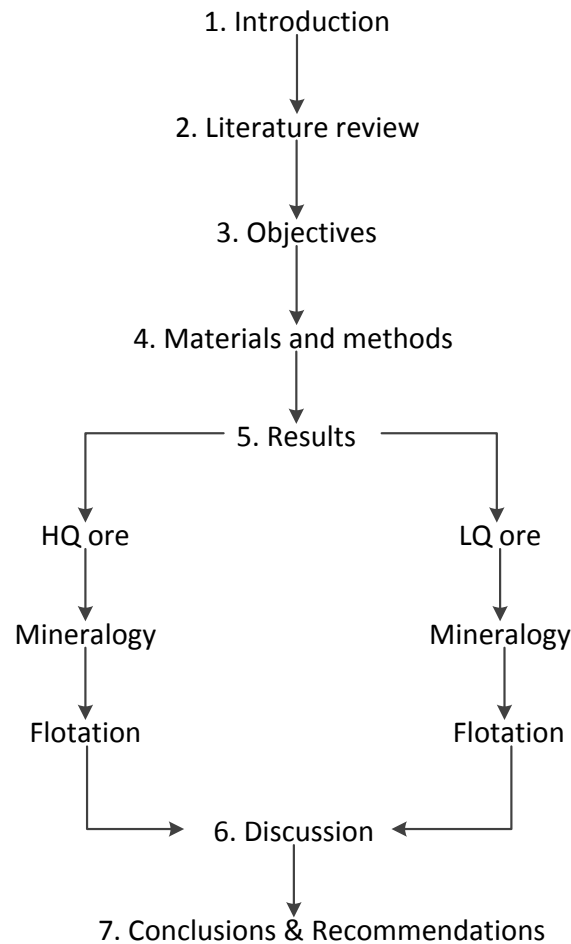 1. Introduction
2. Literature review
3. Objectives
4. Materials and methods
5. Results
HQ ore
LQ ore
Mineralogy
Mineralogy
Flotation
Flotation
6. Discussion
7. Conclusions & Recommendations